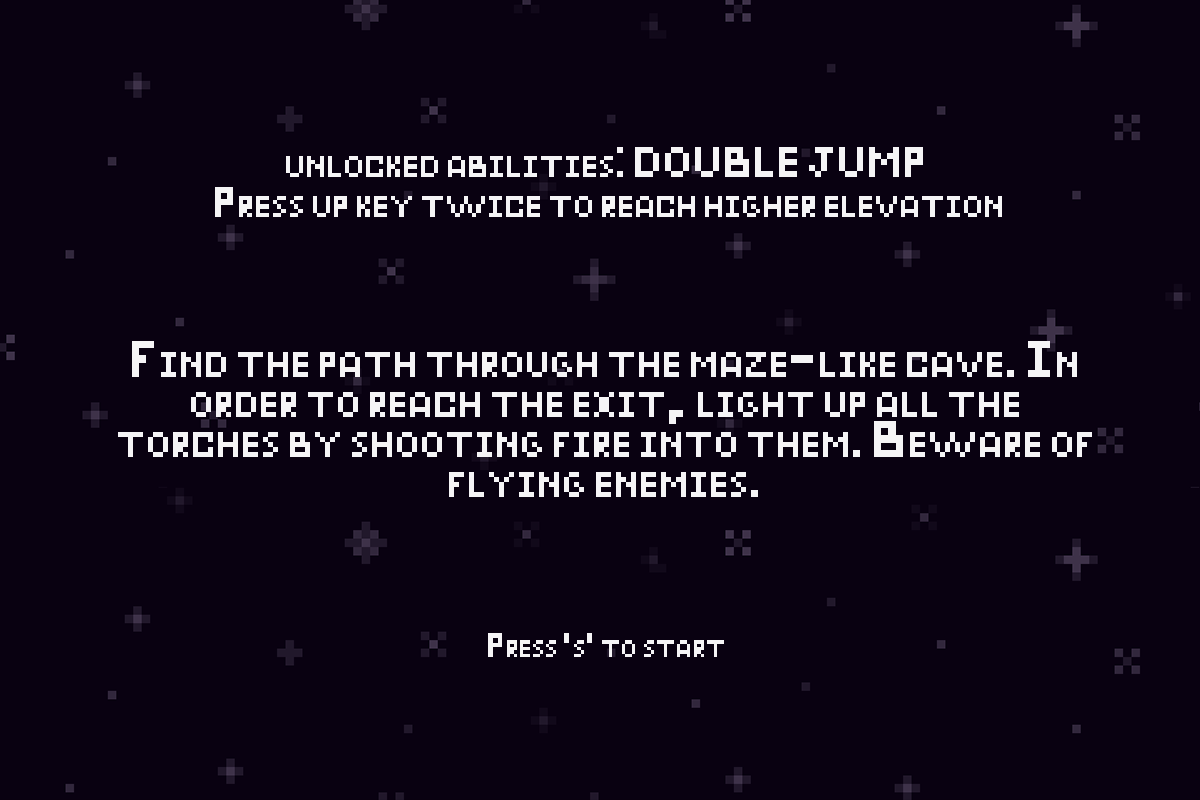 unlocked abilities: DOUBLE JUMP
Press up key twice to reach higher elevation
Find the path through the maze-like cave. In
order to reach the exit, light up all the
torches by shooting fire into them. Beware of
flying enemies.
Press 's' to start